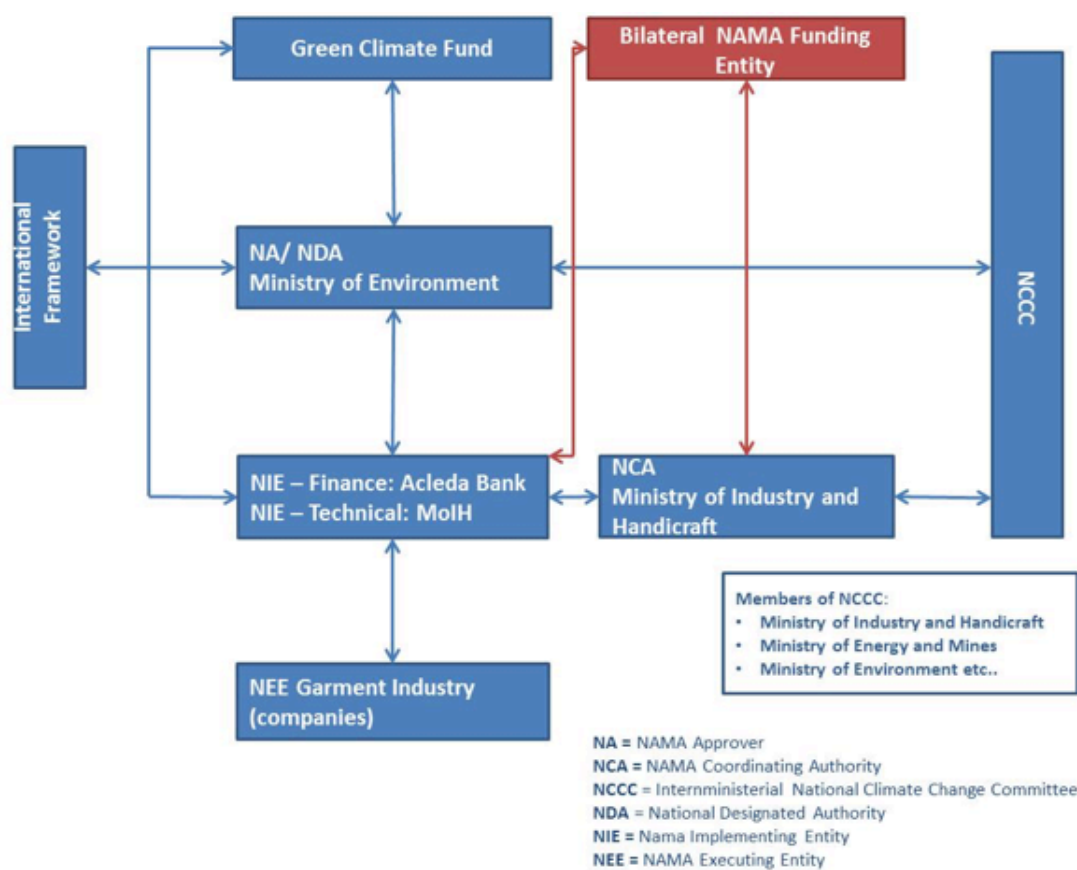 Green Climate Fund
Bilateral NAMA Funding
Entity
International
Framework
NA/ NDA
Ministry of Environment
NCCC
NIE – Finance: Acleda Bank
NIE – Technical: MoIH
NCA
Ministry of Industry and
Handicraft
NEE Garment Industry
(companies)
Members of NCCC:
• Ministry of Industry and Handicraft
• Ministry of Energy and Mines
• Ministry of Environment etc..
NA = NAMA Approver
NCA = NAMA Coordinating Authority
NCCC = Internministerial National Climate Change Committee
NDA = National Designated Authority
NIE = Nama Implementing Entity
NEE = NAMA Executing Entity